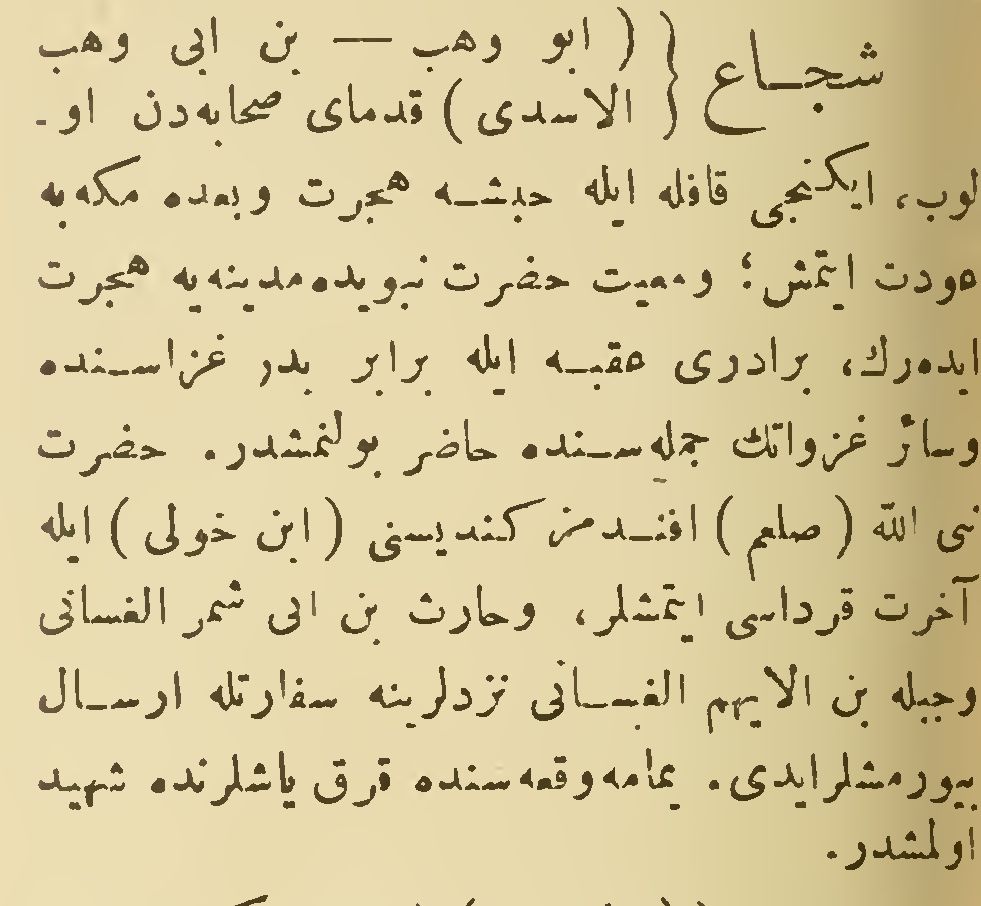 شجاع { ( ابو وهب — بن ابی وهب
الاسدی ) قدمای صحابه‌دن او-
لوب، ایکنجی قافله ایله حبشه هجرت وبعده مکه‌یه
عودت ایتمش؛ ومعیت حضرت نبویده مدینه‌یه هجرت
ایده‌رك، برادری عقبه ایله برابر بدر غزاسنده
وسائر غزواتك جمله‌سنده حاضر بولنمشدر. حضرت
نبی الله ( صلعم ) افندمز کندیسنی ( ابن خولی ) ایله
آخرت قرداسی ایتمشلر، وحارث بن ابی شمر الغسانی
وجبله بن الایهم الغسانی نزدلرینه سفارتله ارسال
بیورمشلرایدی. یمامه وقعه‌سنده قرق یاشلرنده شهید
اولمشدر.